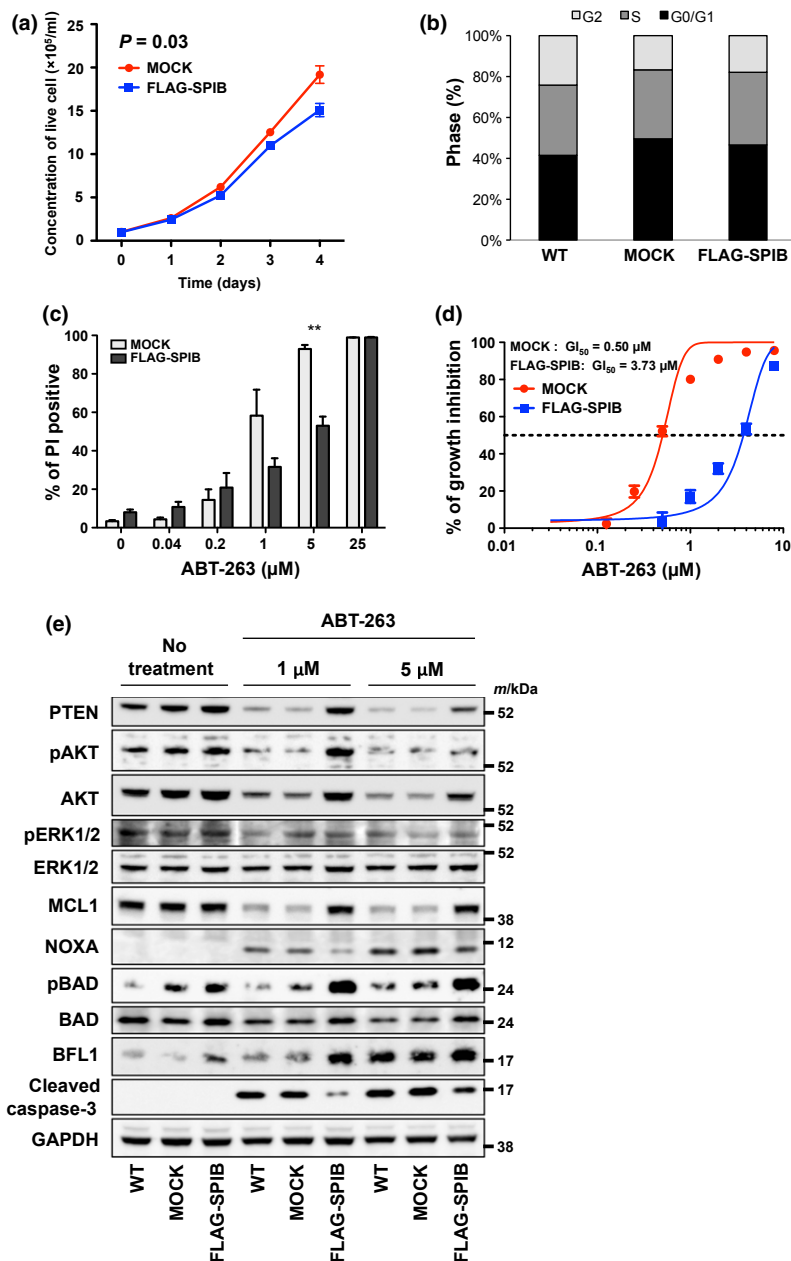 (a)
P = 0.03
MOCK
FLAG-SPIB
Concentration of live cell (×10⁵/ml)
25
20
15
10
5
0
0 1 2 3 4
Time (days)
(b)
G2 S G0/G1
Phase (%)
100%
80%
60%
40%
20%
0%
WT MOCK FLAG-SPIB
(c)
MOCK
FLAG-SPIB
**
% of PI positive
100
80
60
40
20
0
0 0.04 0.2 1 5 25
ABT-263 (µM)
(d)
MOCK : GI₅₀ = 0.50 µM
FLAG-SPIB: GI₅₀ = 3.73 µM
MOCK
FLAG-SPIB
% of growth inhibition
100
80
60
40
20
0
0.01 0.1 1 10
ABT-263 (µM)
(e)
ABT-263
No
treatment
1 µM
5 µM
m/kDa
PTEN
52
pAKT
52
AKT
52
pERK1/2
52
ERK1/2
52
MCL1
38
NOXA
12
pBAD
24
BAD
24
BFL1
17
Cleaved
caspase-3
17
GAPDH
38
WT MOCK FLAG-SPIB WT MOCK FLAG-SPIB WT MOCK FLAG-SPIB